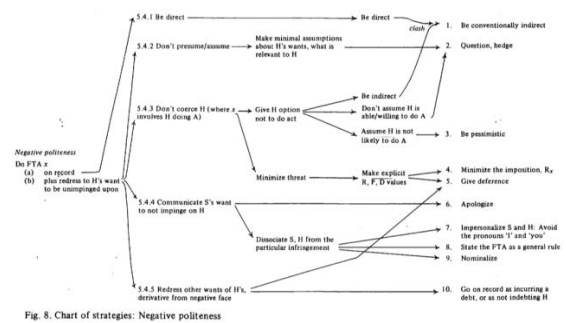 5.4.1 Be direct
Be direct
clash
1. Be conventionally indirect
5.4.2 Don't presume/assume
Make minimal assumptions
about H's wants, what is
relevant to H
2. Question, hedge
Be indirect
5.4.3 Don't coerce H (where x
involves H doing A)
Give H option
not to do act
Don't assume H is
able/willing to do A
Assume H is not
likely to do A
3. Be pessimistic
Negative politeness
Do FTA x
(a) on record
(b) plus redress to H's want
to be unimpinged upon
Minimize threat
Make explicit
R, P, D values
4. Minimize the imposition, Rx
5. Give deference
5.4.4 Communicate S's want
to not impinge on H
6. Apologize
Dissociate S, H from the
particular infringement
7. Impersonalize S and H: Avoid
the pronouns 'I' and 'you'
8. State the FTA as a general rule
9. Nominalize
5.4.5 Redress other wants of H's,
derivative from negative face
10. Go on record as incurring a
debt, or as not indebting H
Fig. 8. Chart of strategies: Negative politeness